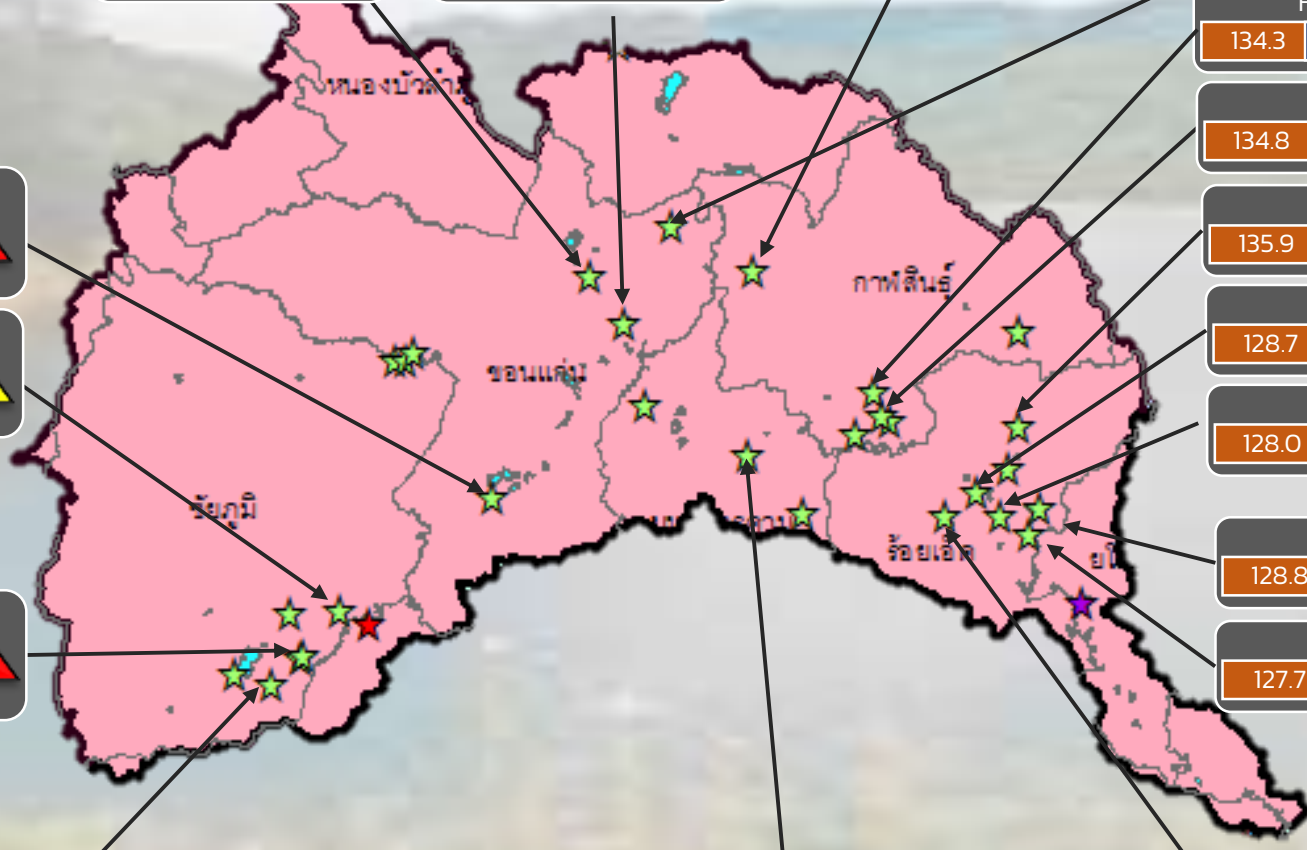 134.3
หนองบัวลำภู
134.8
135.9
กาฬสินธุ์
128.7
ขอนแก่น
128.0
ชัยภูมิ
ร้อยเอ็ด
128.8
127.7